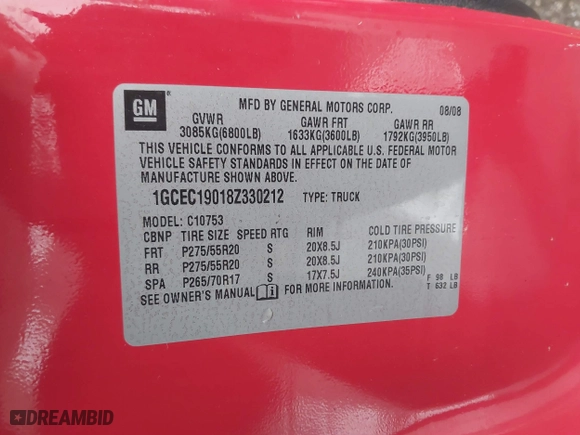 GM
MFD BY GENERAL MOTORS CORP. 08/08
GVWR GAWR FRT GAWR RR
3085KG(6800LB) 1633KG(3600LB) 1792KG(3950LB)
THIS VEHICLE CONFORMS TO ALL APPLICABLE U.S. FEDERAL MOTOR
VEHICLE SAFETY STANDARDS IN EFFECT ON THE DATE OF
MANUFACTURE SHOWN ABOVE.
1GCEC19018Z330212 TYPE: TRUCK
MODEL: C10753
CBNP TIRE SIZE SPEED RTG RIM COLD TIRE PRESSURE
FRT P275/55R20 S 20X8.5J 210KPA(30PSI)
RR P275/55R20 S 20X8.5J 210KPA(30PSI)
SPA P265/70R17 S 17X7.5J 240KPA(35PSI) F 98 LB
SEE OWNER'S MANUAL FOR MORE INFORMATION. T 632 LB
DREAMBID